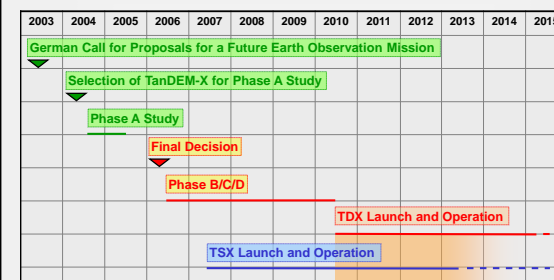 2003 2004 2005 2006 2007 2008 2009 2010 2011 2012 2013 2014 2015
German Call for Proposals for a Future Earth Observation Mission
Selection of TanDEM-X for Phase A Study
Phase A Study
Final Decision
Phase B/C/D
TDX Launch and Operation
TSX Launch and Operation